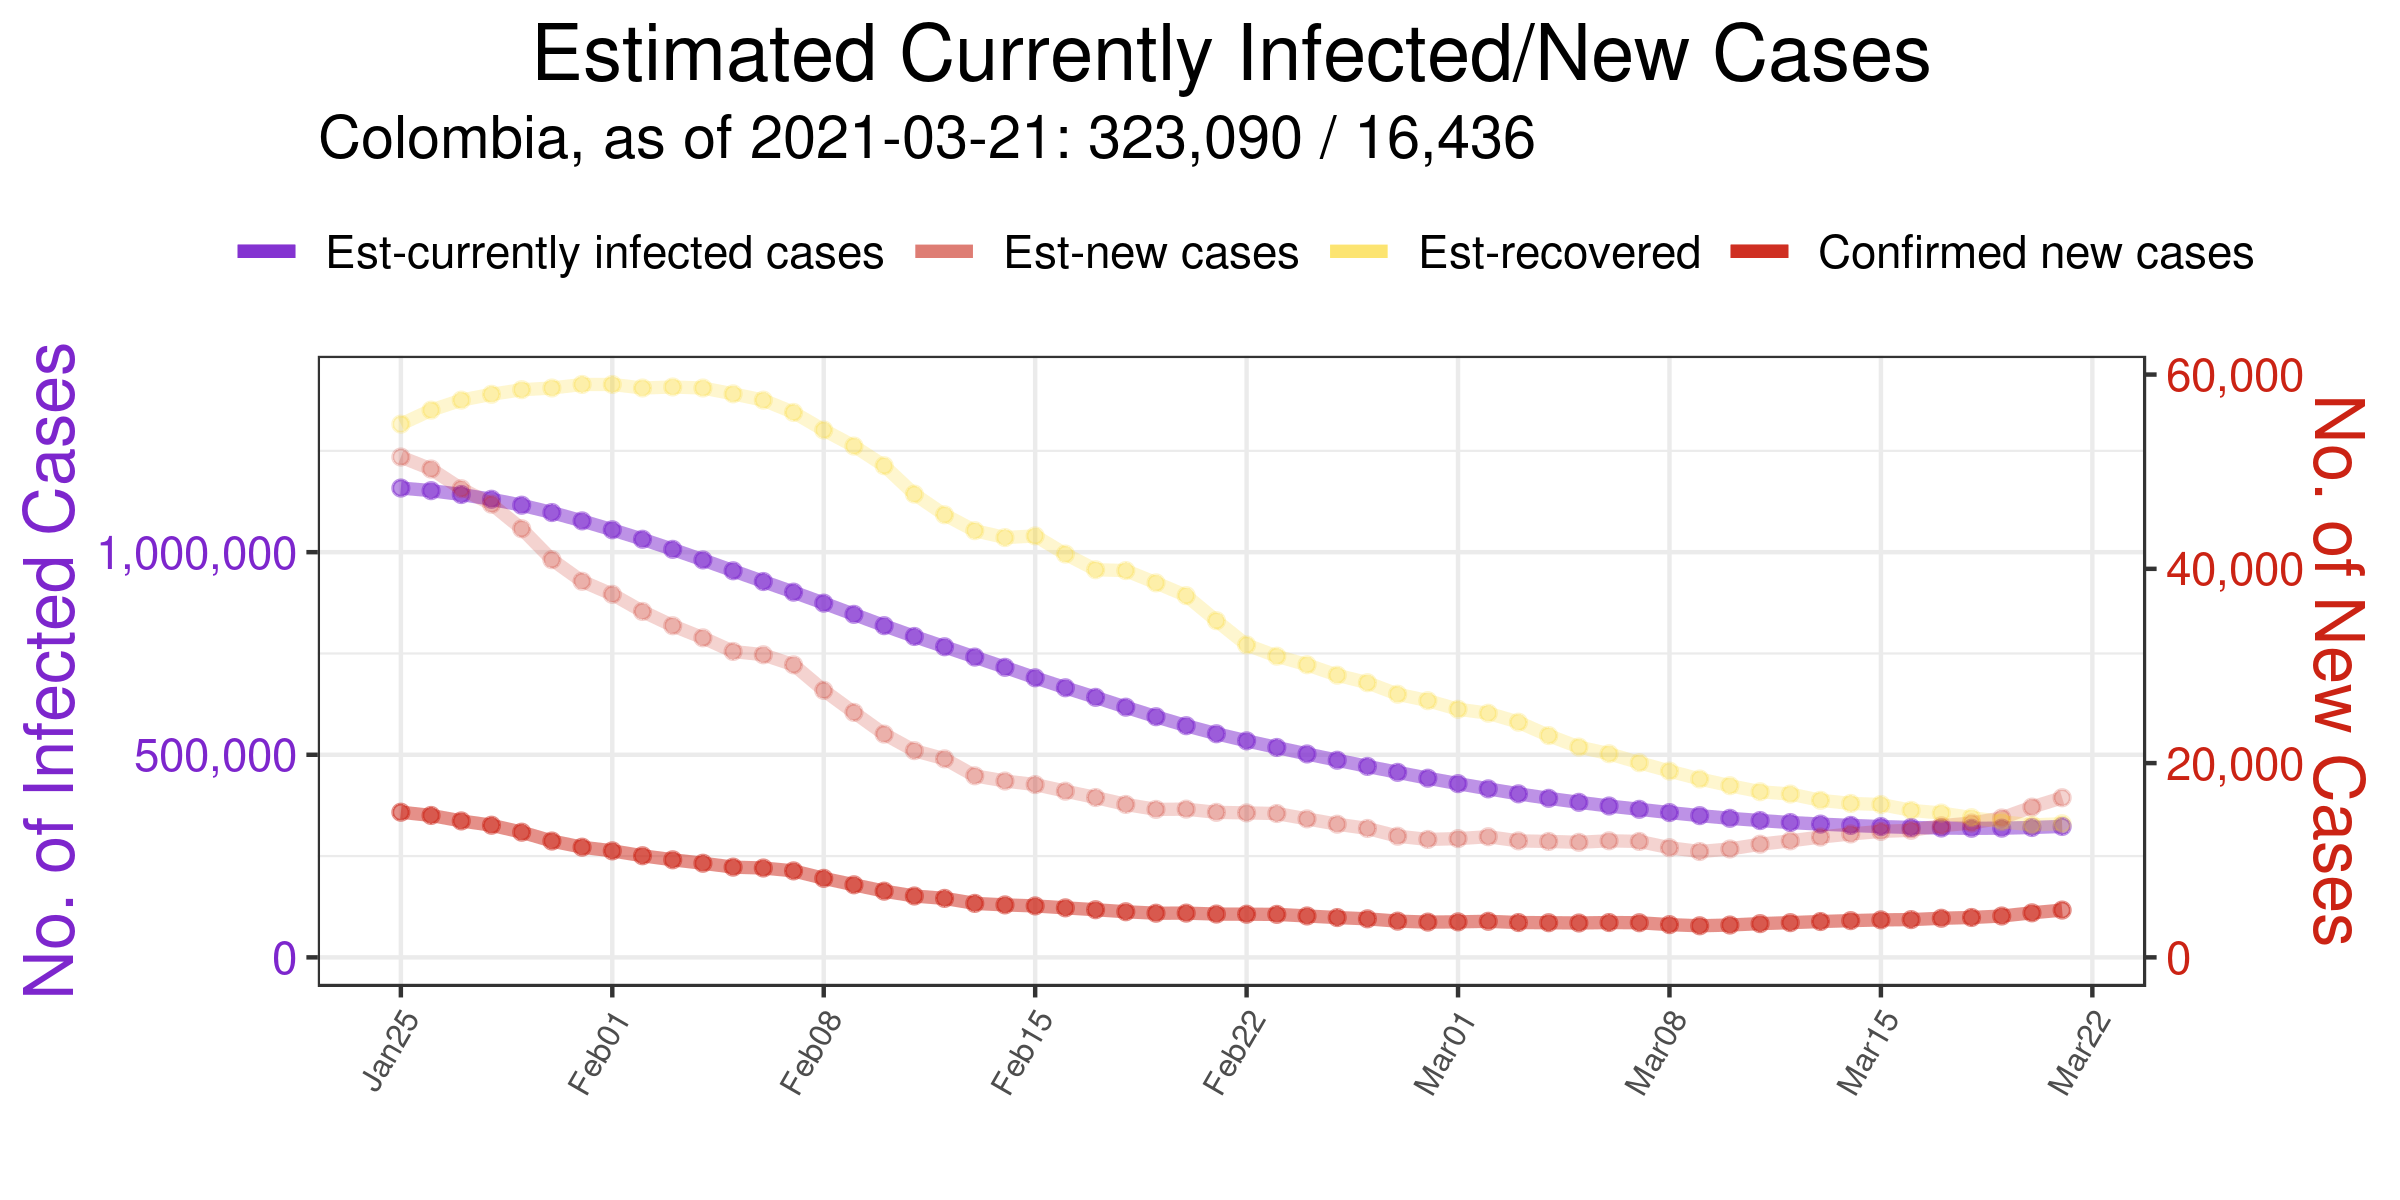 Estimated Currently Infected/New Cases
Colombia, as of 2021-03-21: 323,090 / 16,436
Est-currently infected cases
Est-new cases
Est-recovered
Confirmed new cases
No. of Infected Cases
1,000,000
500,000
0
60,000
40,000
20,000
0
No. of New Cases
Jan25
Feb01
Feb08
Feb15
Feb22
Mar01
Mar08
Mar15
Mar22